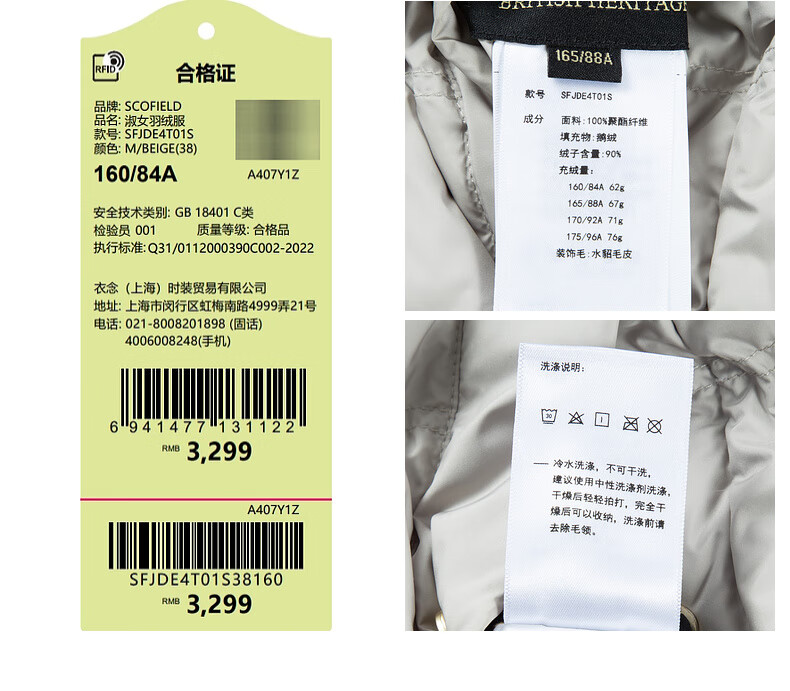 RFID
合格证
品牌: SCOFIELD
品名: 淑女羽绒服
款号: SFJDE4T01S
颜色: M/BEIGE(38)
160/84A
A407Y1Z
安全技术类别: GB 18401 C类
检验员 001 质量等级: 合格品
执行标准: Q31/0112000390C002-2022
衣念（上海）时装贸易有限公司
地址: 上海市闵行区虹梅南路4999弄21号
电话: 021-8008201898 (固话)
4006008248(手机)
6 941477 131122
RMB 3,299
A407Y1Z
SFJDE4T01S38160
RMB 3,299
BRITISH HERITAGE
165/88A
款号 SFJDE4T01S
成分 面料:100%聚酯纤维
填充物:鹅绒
绒子含量:90%
充绒量:
160/84A 62g
165/88A 67g
170/92A 71g
175/96A 76g
装饰毛:水貂毛皮
洗涤说明:
30
一 冷水洗涤，不可干洗，
建议使用中性洗涤剂洗涤，
干燥后轻轻拍打，完全干
燥后可以收纳，洗涤前请
去除毛领。